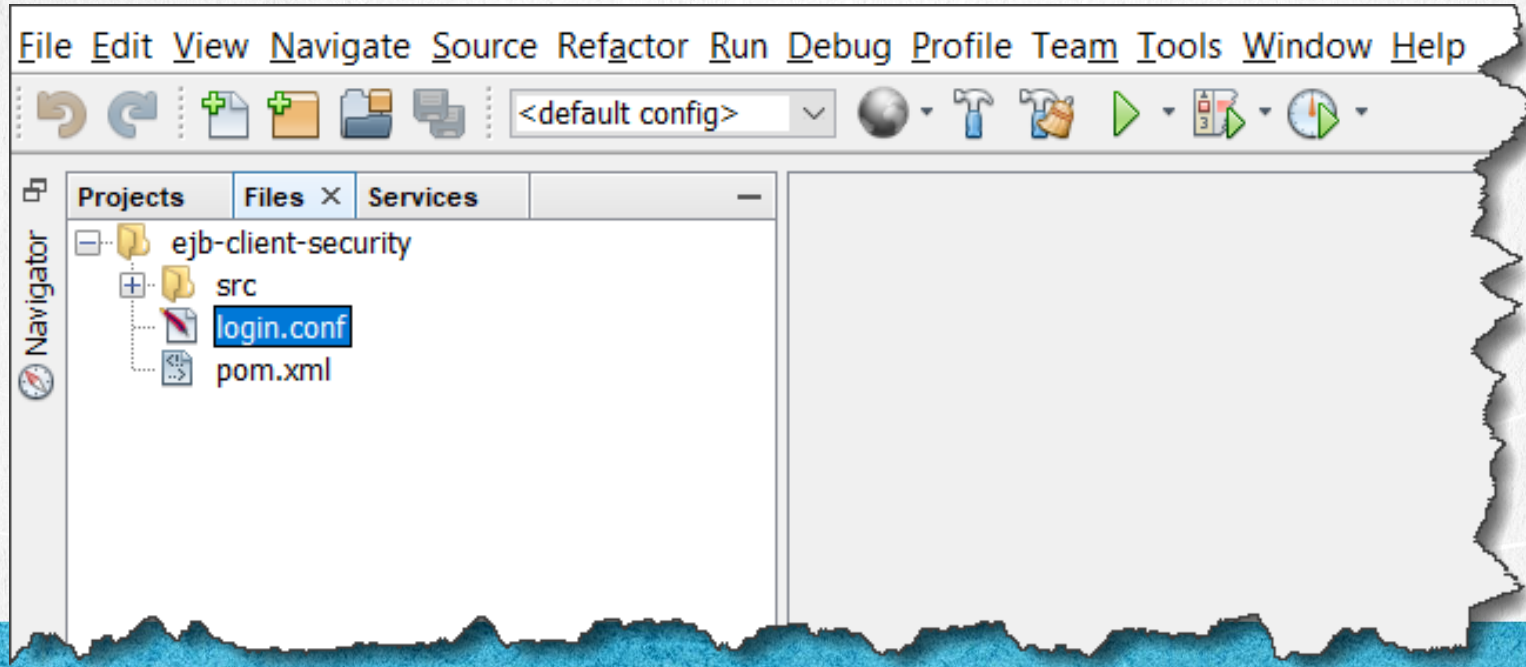 File Edit View Navigate Source Refactor Run Debug Profile Team Tools Window Help
<default config>
Projects Files Services
Navigator
ejb-client-security
src
login.conf
pom.xml